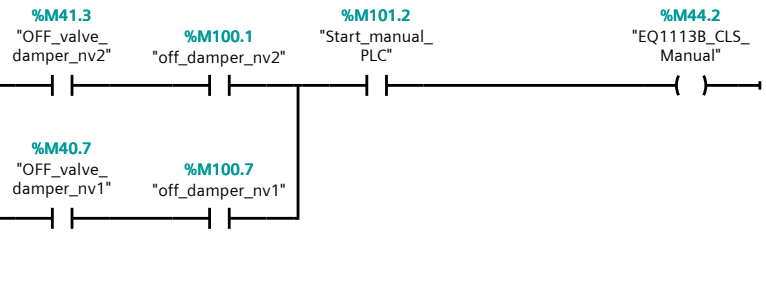 %M41.3
"OFF_valve_
damper_nv2"
%M100.1
"off_damper_nv2"
%M101.2
"Start_manual_
PLC"
%M44.2
"EQ1113B_CLS_
Manual"
%M40.7
"OFF_valve_
damper_nv1"
%M100.7
"off_damper_nv1"